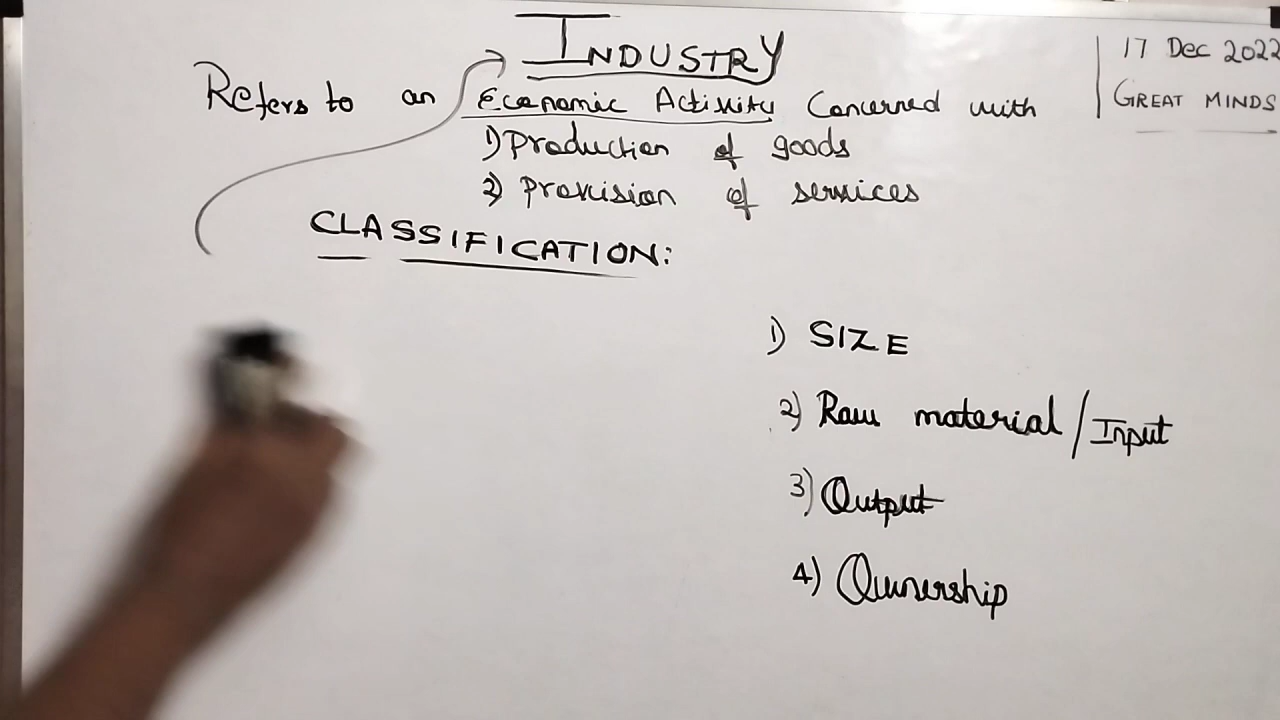 INDUSTRY
17 Dec 2022
GREAT MINDS
Refers to an Economic Activity Concerned with
1) Production of goods
2) Provision of services
CLASSIFICATION:
1) SIZE
2) Raw material/Input
3) Output
4) Ownership